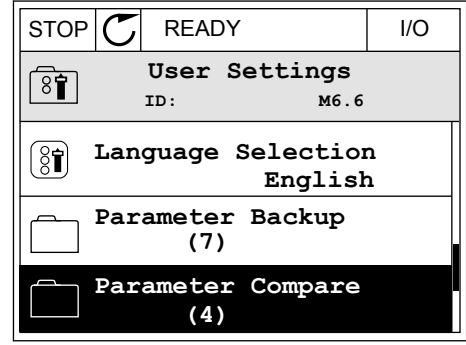 STOP READY I/O
User Settings
ID: M6.6
Language Selection
English
Parameter Backup
(7)
Parameter Compare
(4)